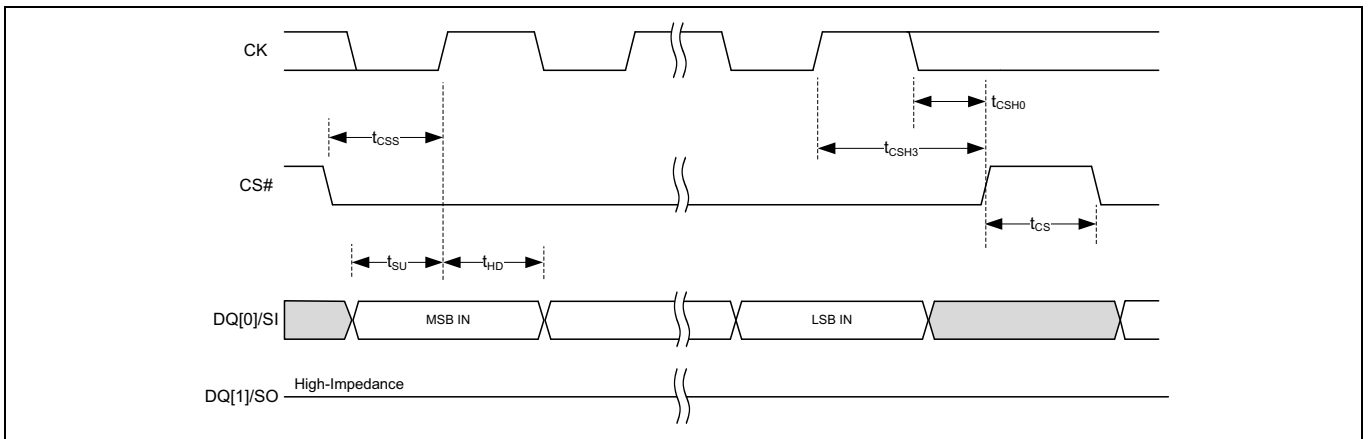 CK
tCSH0
tCSS
tCSH3
CS#
tCS
tSU
tHD
DQ[0]/SI
MSB IN
LSB IN
High-Impedance
DQ[1]/SO